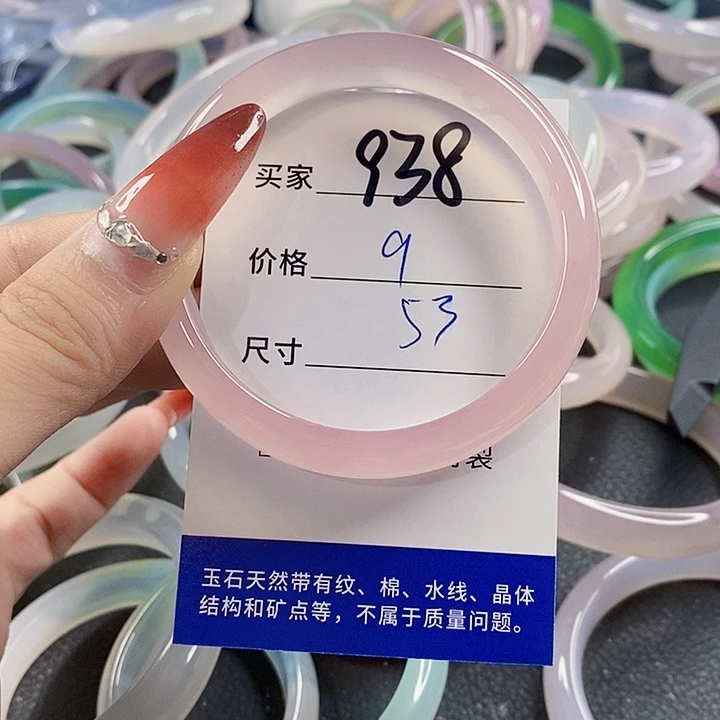 买家 938
价格 9
尺寸 53
裂
玉石天然带有纹、棉、水线、晶体
结构和矿点等，不属于质量问题。